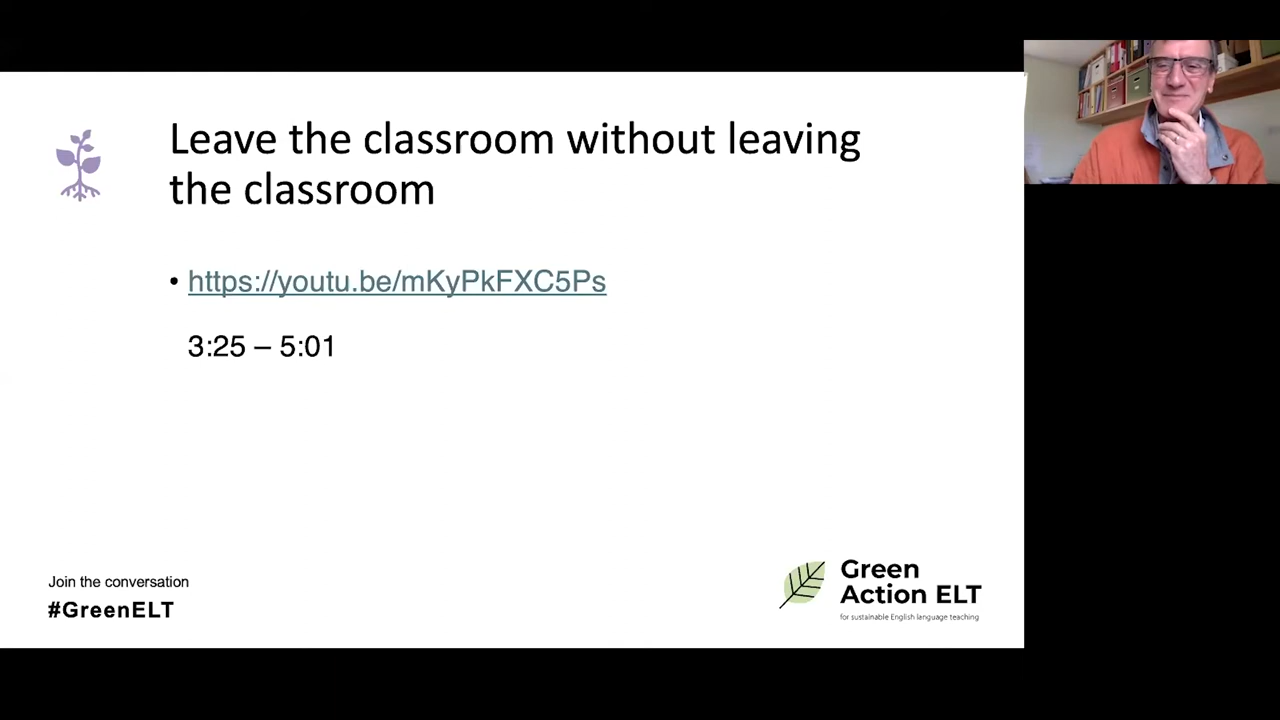 Leave the classroom without leaving
the classroom
• https://youtu.be/mKyPkFXC5Ps
3:25 – 5:01
Join the conversation
#GreenELT
Green
Action ELT
for sustainable English language teaching